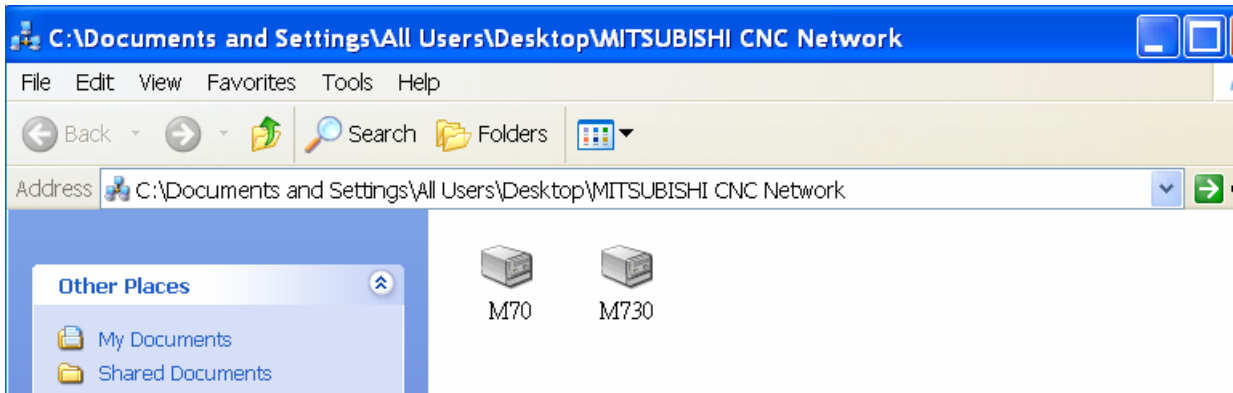 C:\Documents and Settings\All Users\Desktop\MITSUBISHI CNC Network
File Edit View Favorites Tools Help
Back Search Folders
Address C:\Documents and Settings\All Users\Desktop\MITSUBISHI CNC Network
Other Places
My Documents
Shared Documents
M70 M730